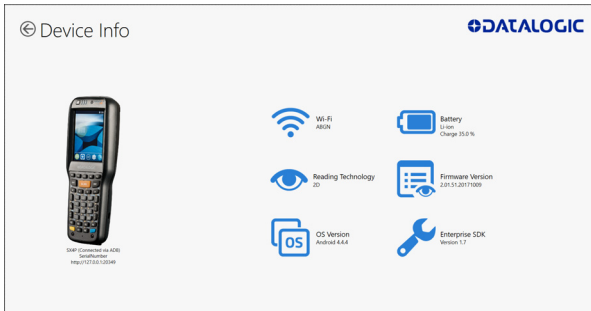 Device Info
DATALOGIC
Wi-Fi
ABGN
Battery
Li-ion
Charge 35.0 %
Reading Technology
2D
Firmware Version
2.01.51.20171009
OS
OS Version
Android 4.4.4
Enterprise SDK
Version 1.7
SX4P (Connected via ADB)
SerialNumber
http://127.0.0.1:20349